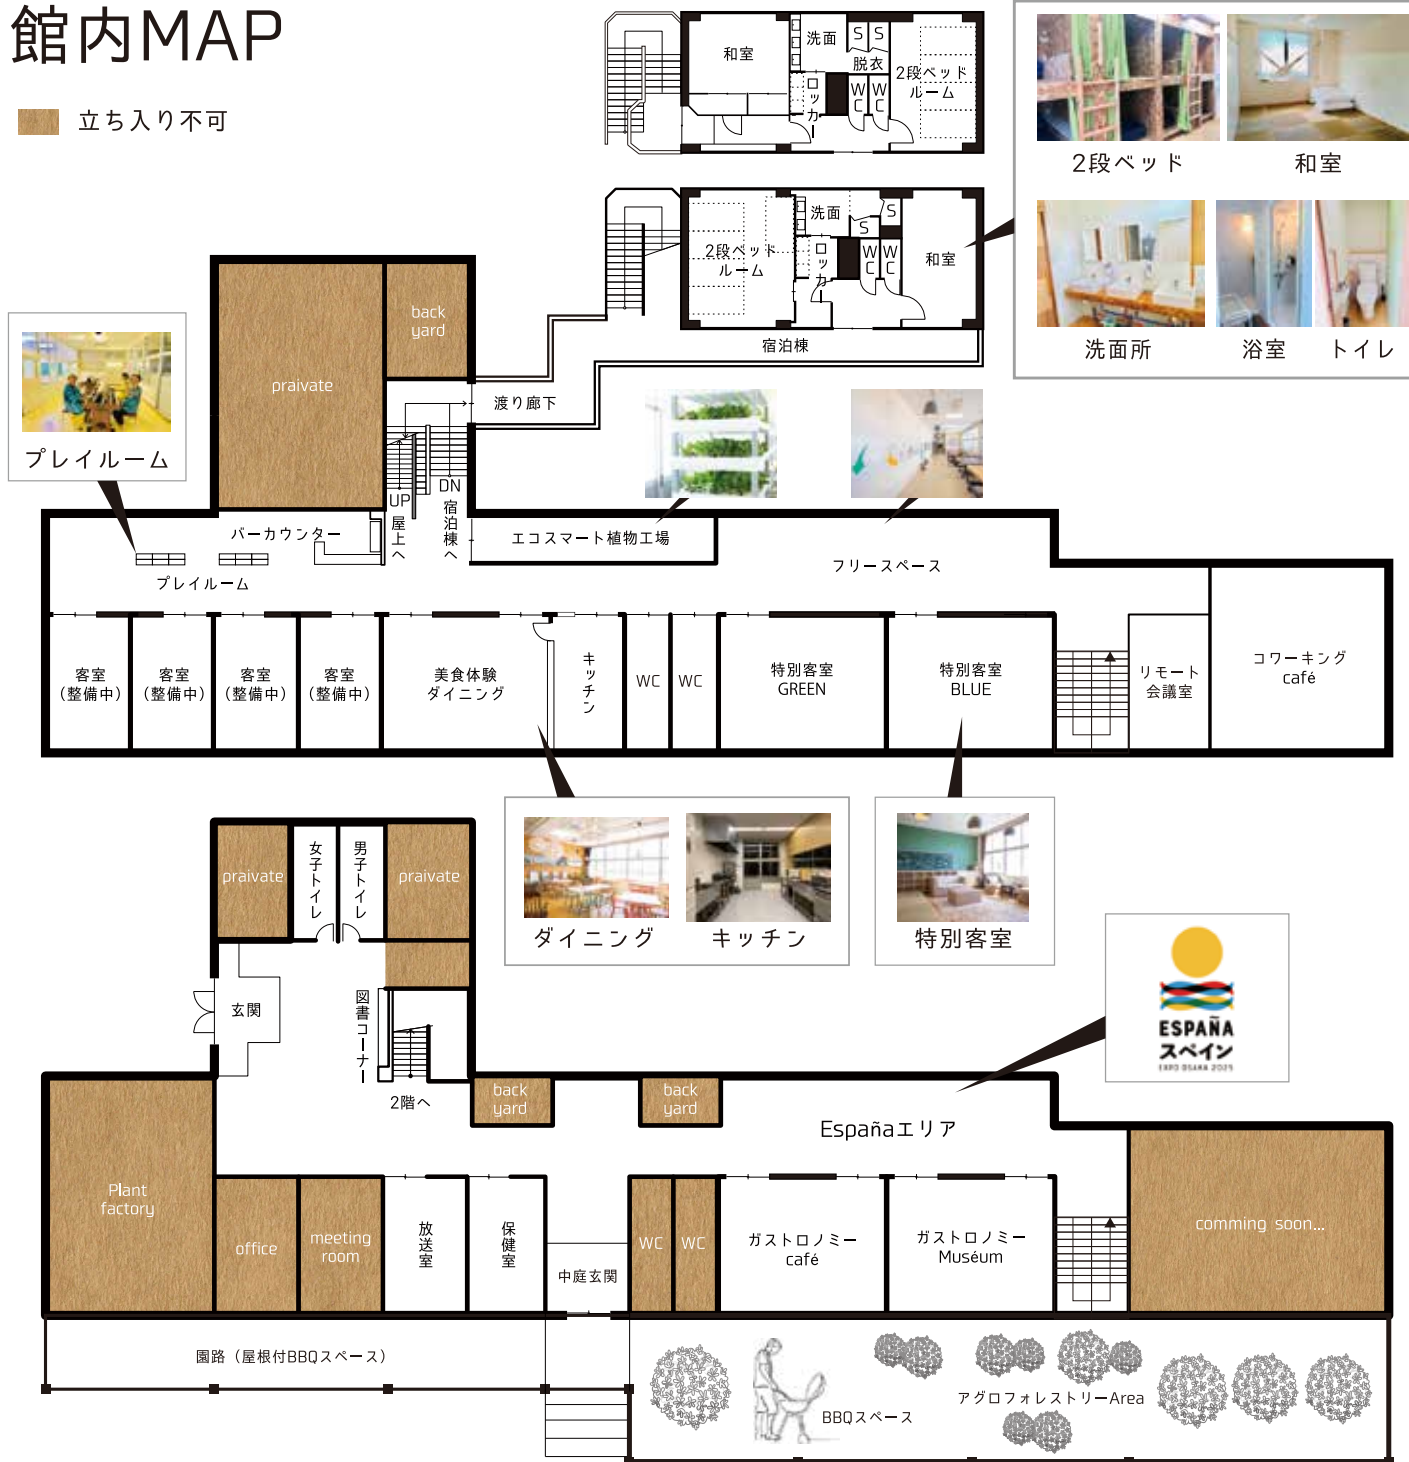 館内MAP
立ち入り不可
和室
洗面
S
S
脱衣
ロッカー
WC
WC
2段ベッド
ルーム
2段ベッド
和室
洗面所
浴室
トイレ
2段ベッド
ルーム
洗面
S
S
ロッカー
WC
WC
和室
宿泊棟
praivate
back
yard
渡り廊下
プレイルーム
UP
屋上へ
DN
宿泊棟へ
バーカウンター
プレイルーム
エコスマート植物工場
フリースペース
客室
(整備中)
客室
(整備中)
客室
(整備中)
客室
(整備中)
美食体験
ダイニング
キッチン
WC
WC
特別客室
GREEN
特別客室
BLUE
リモート
会議室
コワーキング
café
ダイニング
キッチン
特別客室
praivate
女子トイレ
男子トイレ
praivate
玄関
図書コーナー
2階へ
back
yard
back
yard
Españaエリア
ESPAÑA
スペイン
EXPO OSAKA 2025
Plant
factory
office
meeting
room
放送室
保健室
中庭玄関
WC
WC
ガストロノミー
café
ガストロノミー
Muséum
comming soon...
園路（屋根付BBQスペース）
BBQスペース
アグロフォレストリーArea